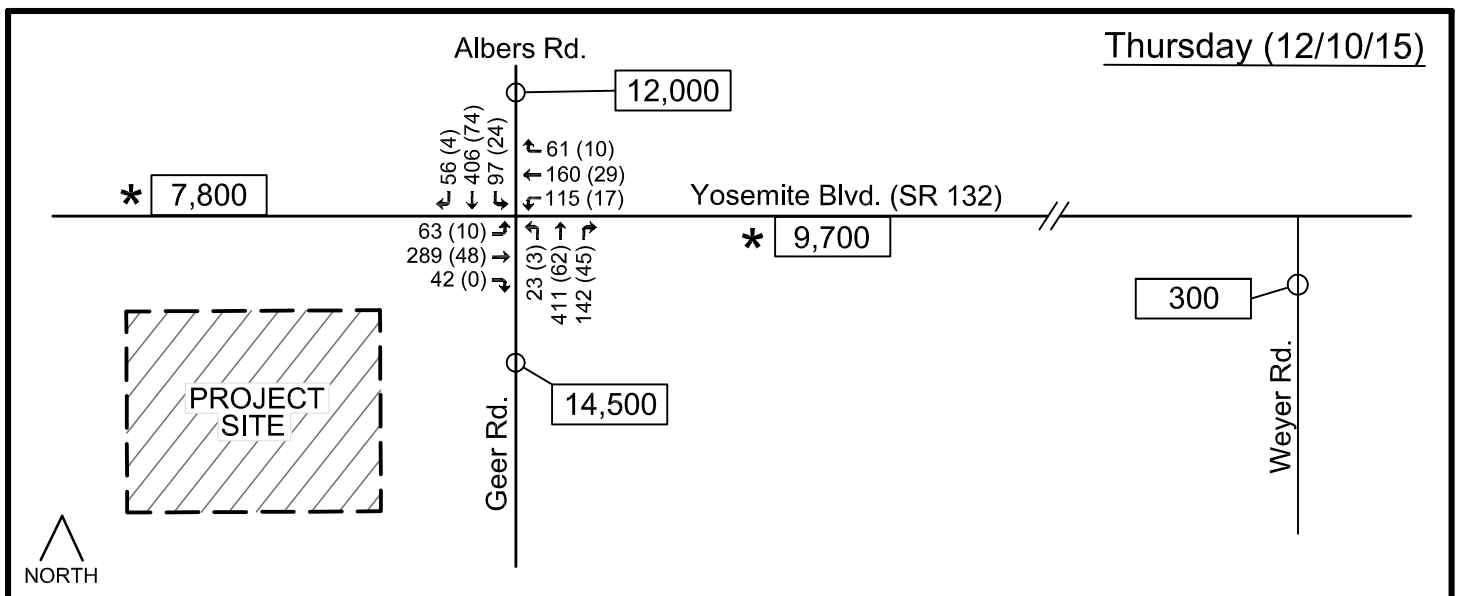 Thursday (12/10/15)
Albers Rd.
12,000
56 (4)
406 (74)
97 (24)
61 (10)
160 (29)
115 (17)
* 7,800
Yosemite Blvd. (SR 132)
* 9,700
63 (10)
289 (48)
42 (0)
23 (3)
411 (62)
142 (45)
300
PROJECT
SITE
14,500
Geer Rd.
Weyer Rd.
NORTH